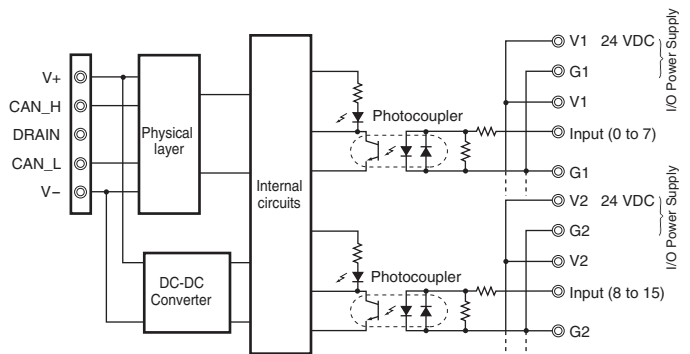 V+
CAN_H
DRAIN
CAN_L
V−
Physical
layer
DC-DC
Converter
Internal
circuits
Photocoupler
V1 24 VDC
G1
V1
Input (0 to 7)
G1
I/O Power Supply
Photocoupler
V2 24 VDC
G2
V2
Input (8 to 15)
G2
I/O Power Supply